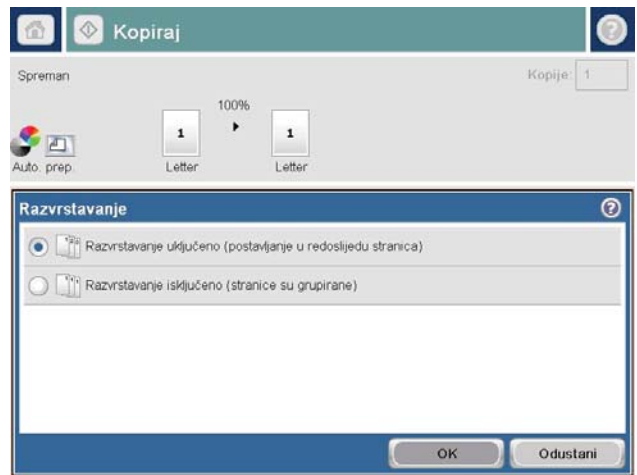 Kopiraj
Spreman
Kopije: 1
100%
1 1
Auto. prep. Letter Letter
Razvrstavanje
Razvrstavanje uključeno (postavljanje u redoslijedu stranica)
Razvrstavanje isključeno (stranice su grupirane)
OK Odustani